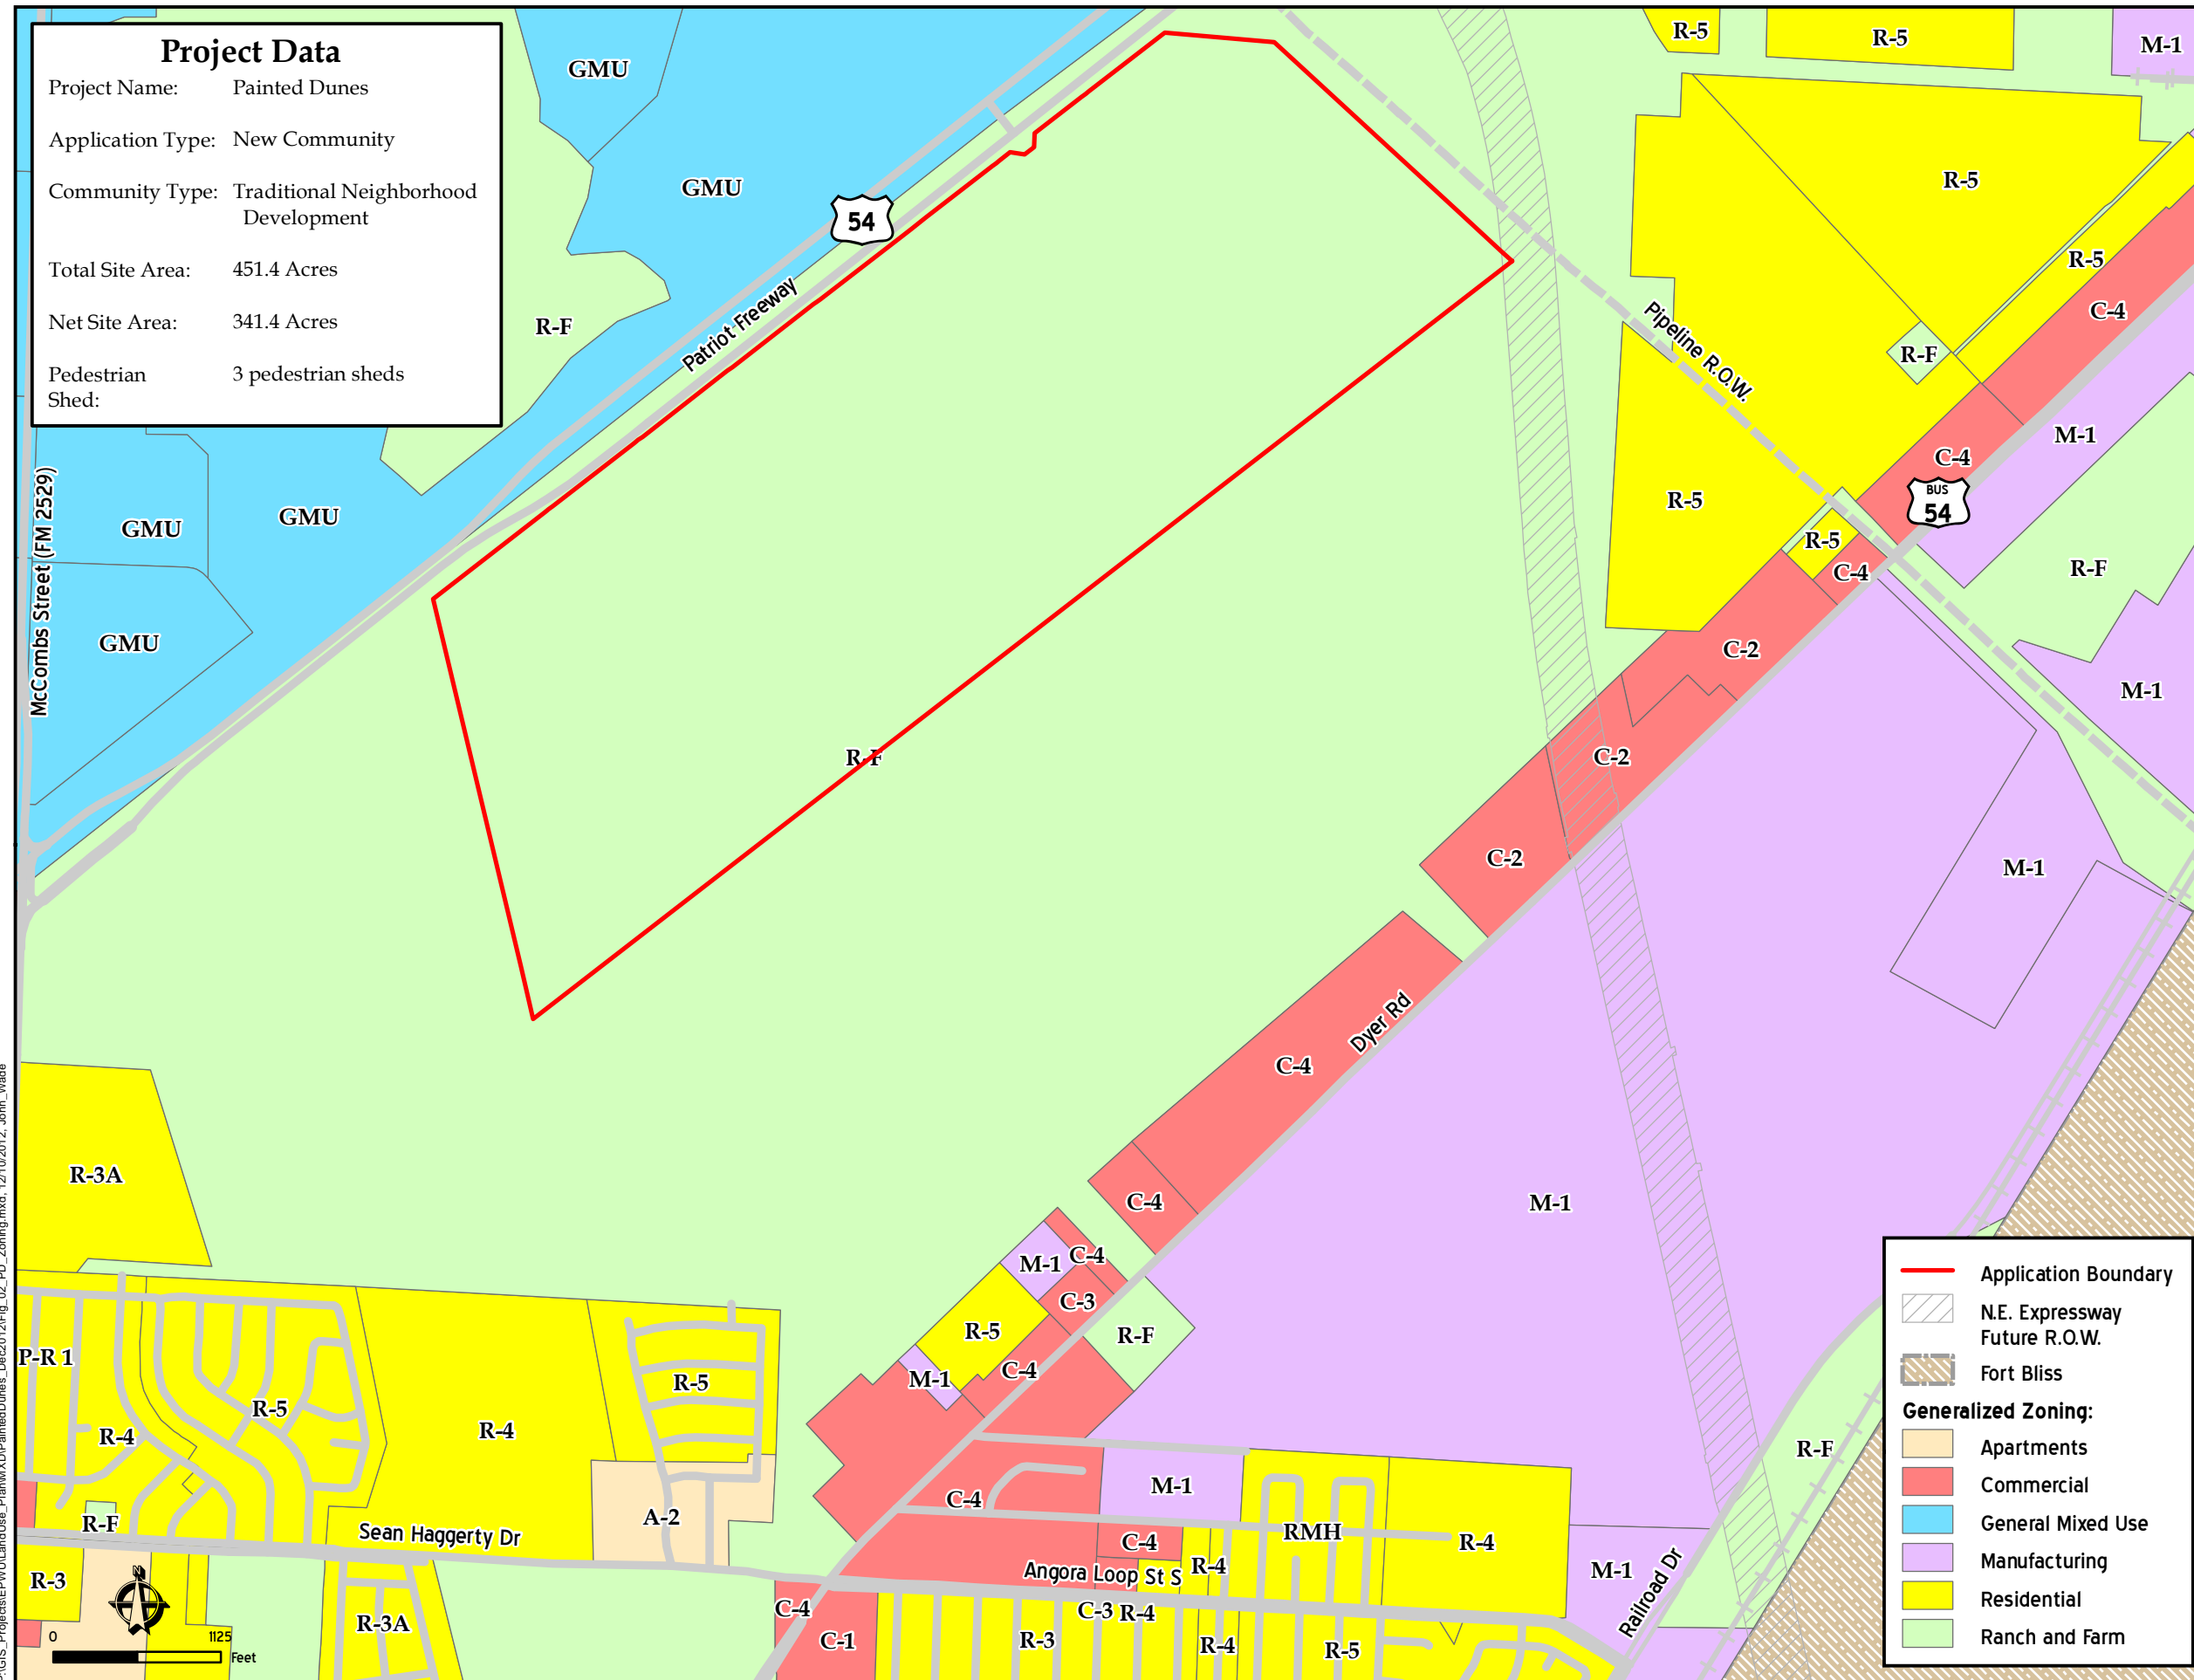 Project Data
Project Name: Painted Dunes
Application Type: New Community
Community Type: Traditional Neighborhood
Development
Total Site Area: 451.4 Acres
Net Site Area: 341.4 Acres
Pedestrian 3 pedestrian sheds
Shed:
GMU
R-5
R-5
M-1
GMU
R-5
54
R-5
C-4
Patriot Freeway
R-F
Pipeline R.O.W.
R-F
M-1
C-4
McCombs Street (FM 2529)
GMU
GMU
R-5
BUS
54
R-5
C-4
R-F
GMU
C-2
M-1
R-F
C-2
C-2
M-1
Dyer Rd
C-4
R-3A
C-4
M-1
M-1
C-4
C-3
R-5
R-F
C-4
M-1
P-R 1
R-5
R-5
R-4
R-4
R-F
A-2
Sean Haggerty Dr
C-4
M-1
C-4
RMH
R-4
R-4
R-F
M-1
Railroad Dr
Angora Loop St S
R-3
R-3A
C-4
C-1
C-3
R-4
R-3
R-4
R-5
N
0 1125
Feet
Application Boundary
N.E. Expressway
Future R.O.W.
Fort Bliss
Generalized Zoning:
Apartments
Commercial
General Mixed Use
Manufacturing
Residential
Ranch and Farm